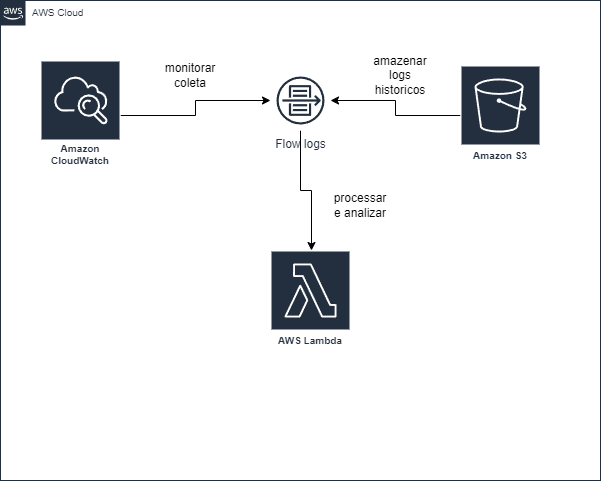 aws
AWS Cloud
monitorar
coleta
amazenar
logs
historicos
Amazon
CloudWatch
Flow logs
Amazon S3
processar
e analizar
AWS Lambda